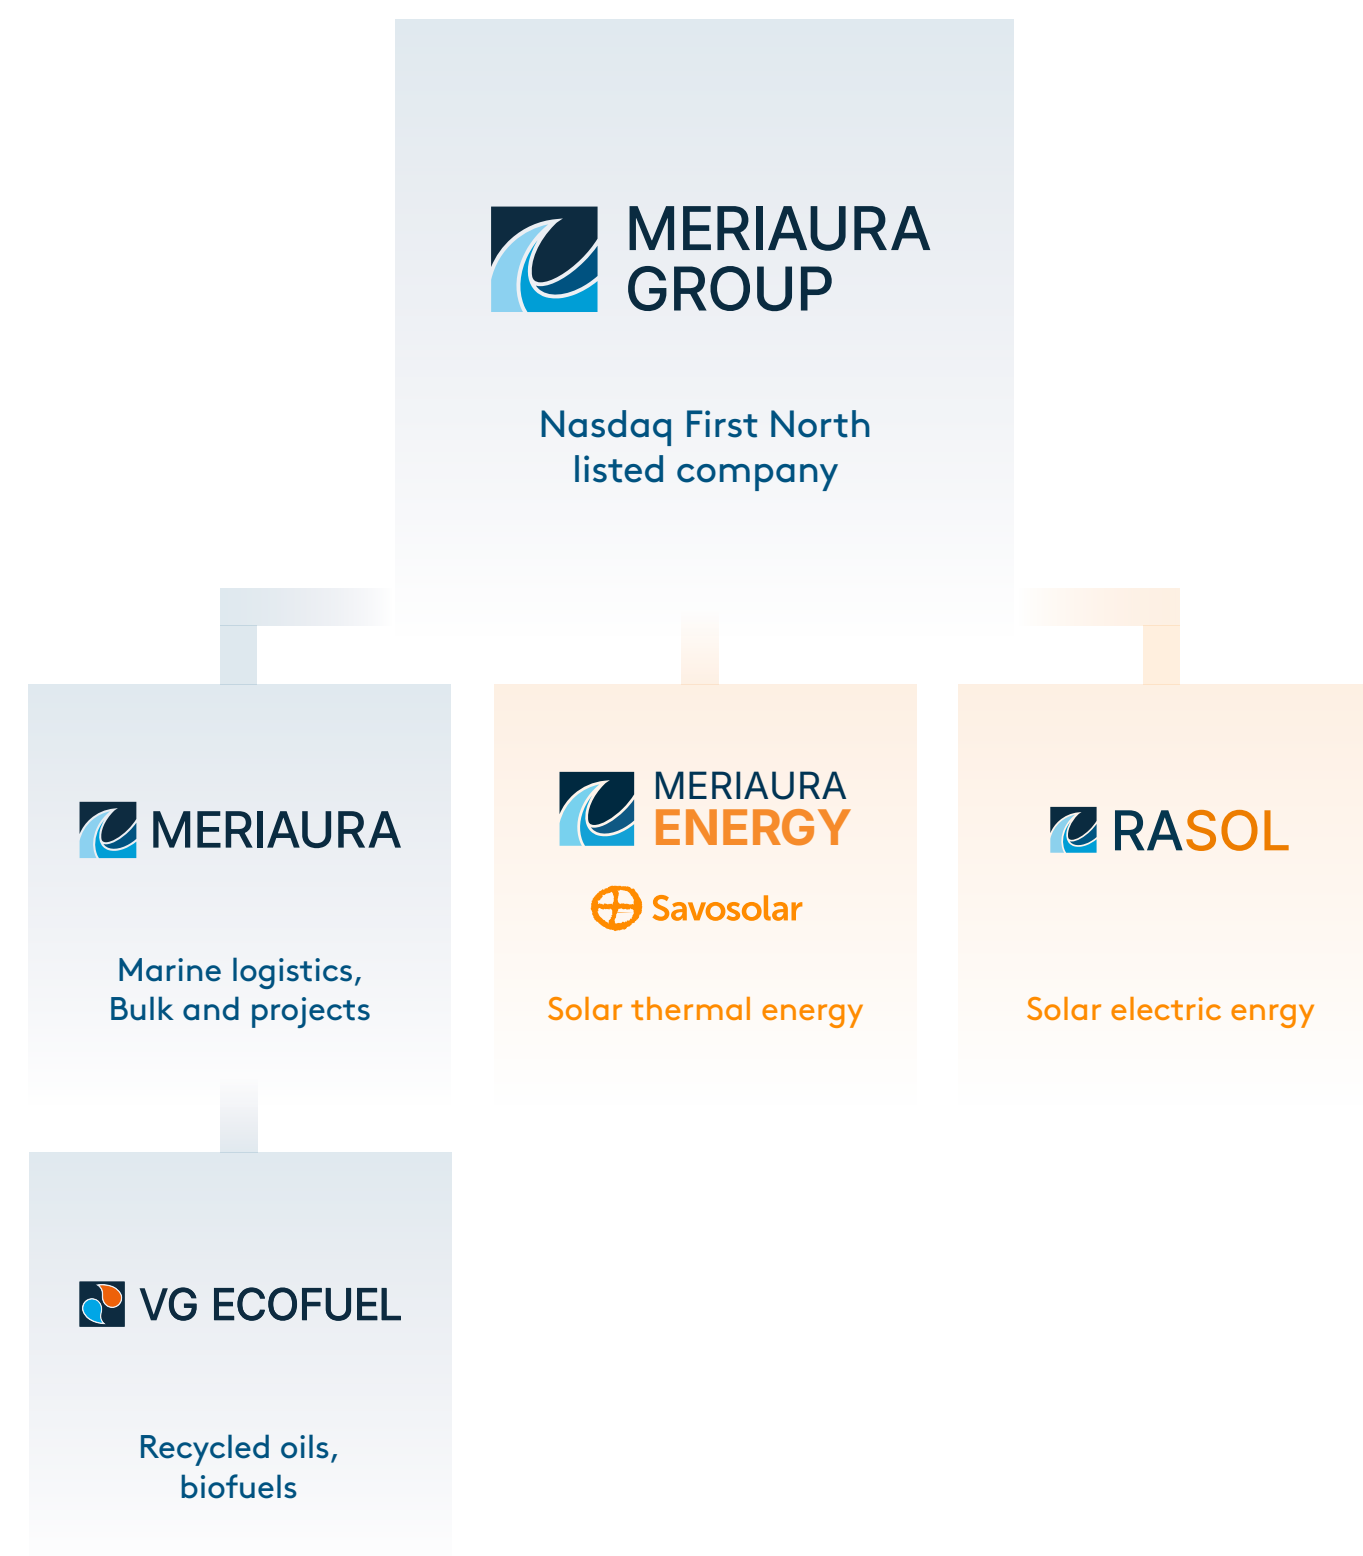 MERIAURA
GROUP
Nasdaq First North
listed company
MERIAURA
Marine logistics,
Bulk and projects
MERIAURA
ENERGY
Savosolar
Solar thermal energy
RASOL
Solar electric enrgy
VG ECOFUEL
Recycled oils,
biofuels